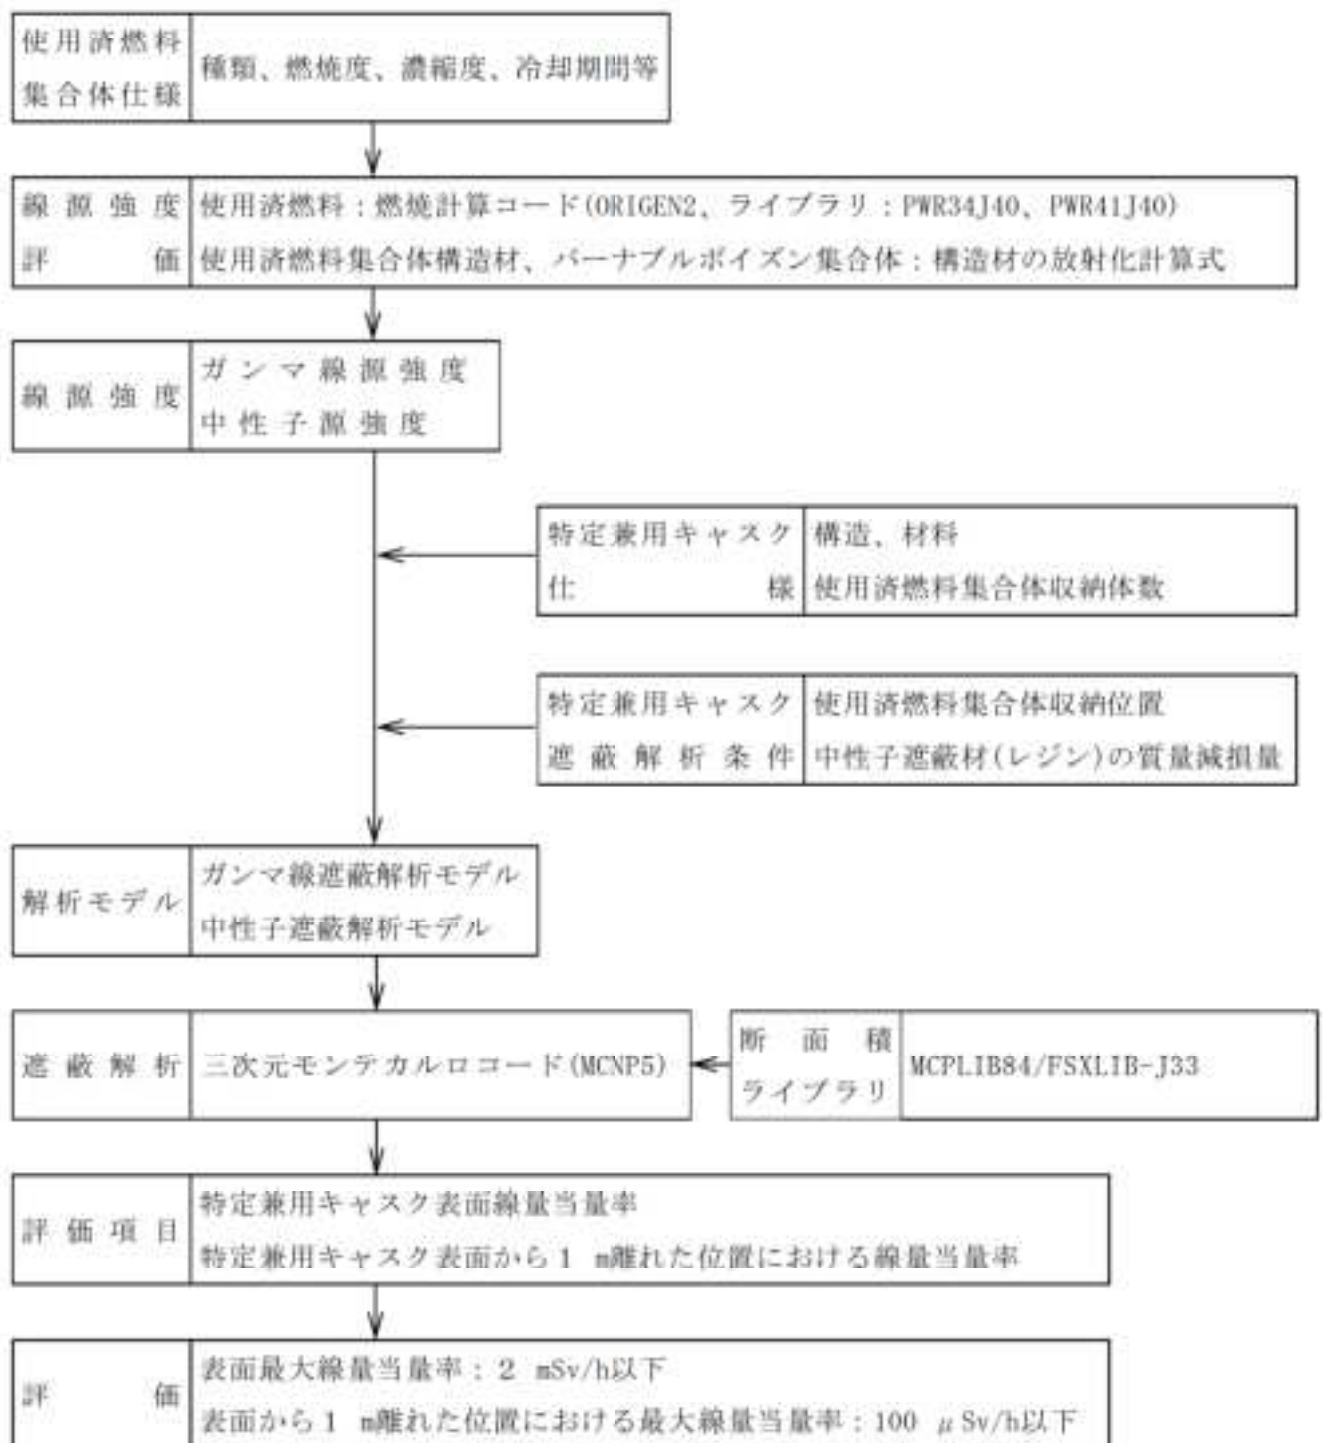 使用済燃料
集合体仕様
種類、燃焼度、濃縮度、冷却期間等
線源強度
評価
使用済燃料：燃焼計算コード(ORIGEN2、ライブラリ：PWR34J40、PWR41J40)
使用済燃料集合体構造材、バーナブルポイズン集合体：構造材の放射化計算式
線源強度
ガンマ線源強度
中性子源強度
特定兼用キャスク
仕様
構造、材料
使用済燃料集合体収納体数
特定兼用キャスク
遮蔽解析条件
使用済燃料集合体収納位置
中性子遮蔽材(レジン)の質量減損量
解析モデル
ガンマ線遮蔽解析モデル
中性子遮蔽解析モデル
遮蔽解析
三次元モンテカルロコード(MCNP5)
断面積
ライブラリ
MCPLIB84/FSXLIB-J33
評価項目
特定兼用キャスク表面線量当量率
特定兼用キャスク表面から1 m離れた位置における線量当量率
評価
表面最大線量当量率：2 mSv/h以下
表面から1 m離れた位置における最大線量当量率：100 μSv/h以下